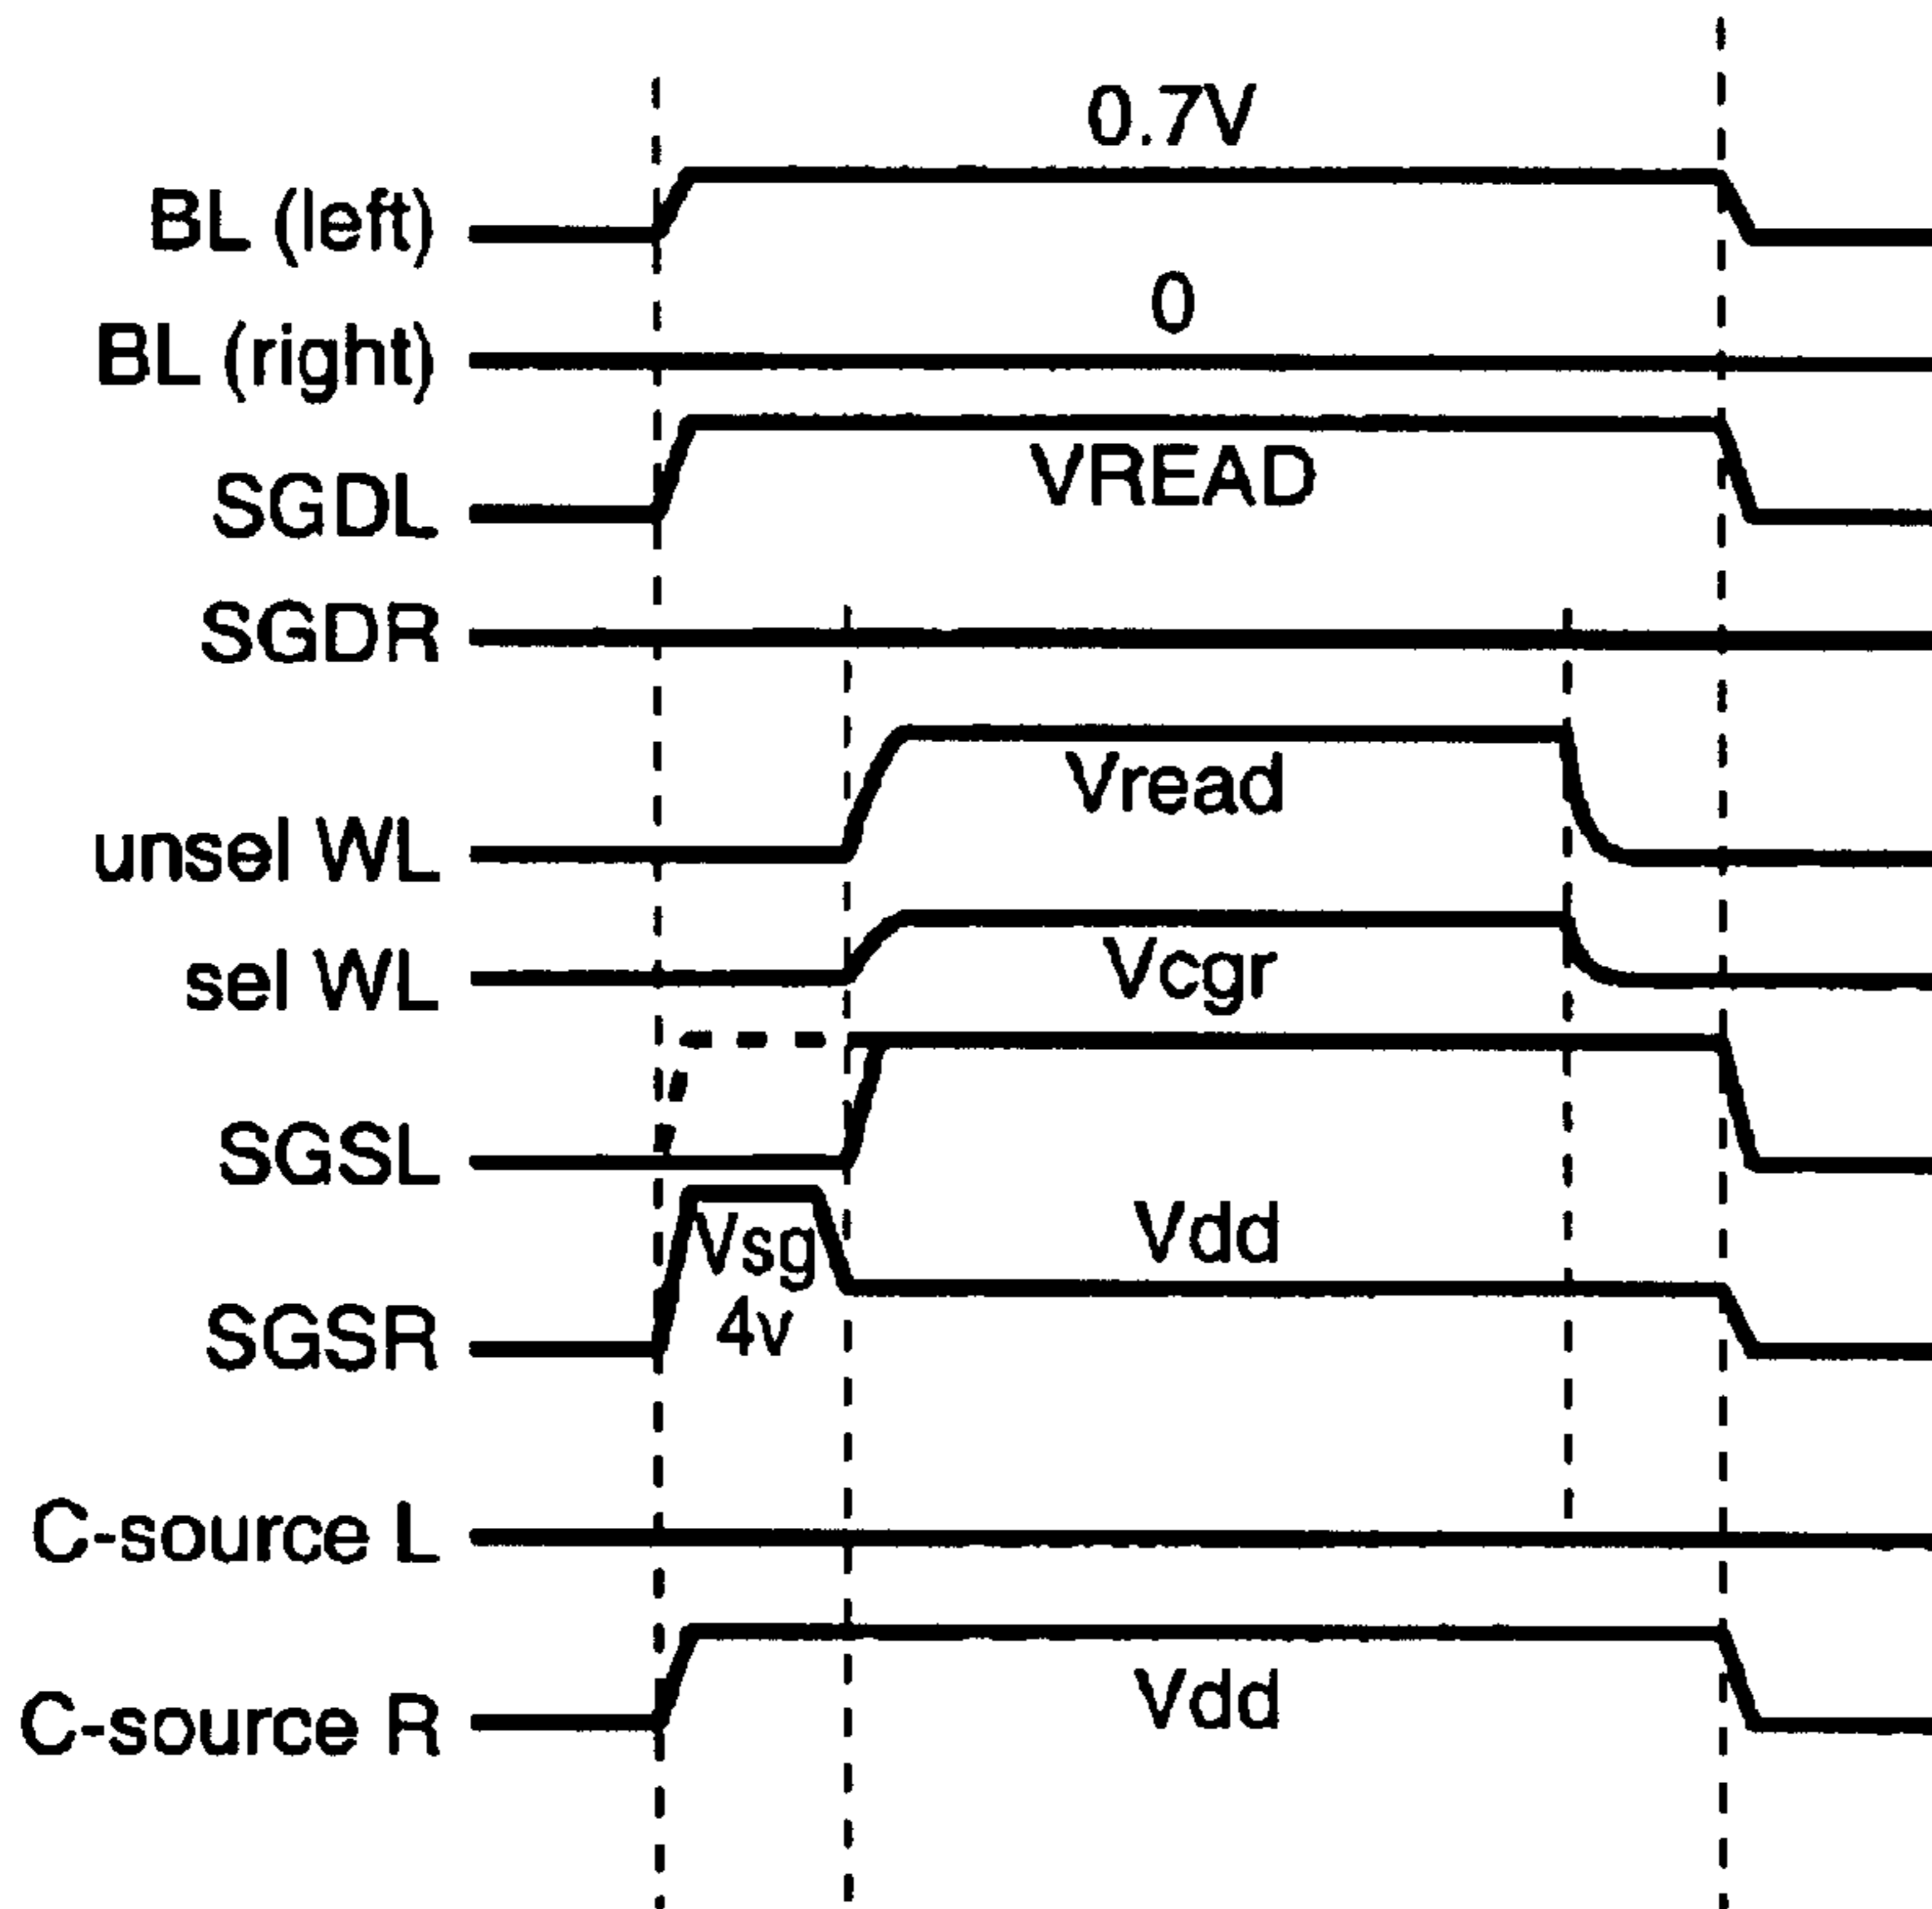 0.7V
BL (left)
0
BL (right)
VREAD
SGDL
SGDR
Vread
unsel WL
Vcgr
sel WL
SGSL
Vsg
4v
Vdd
SGSR
C-source L
Vdd
C-source R